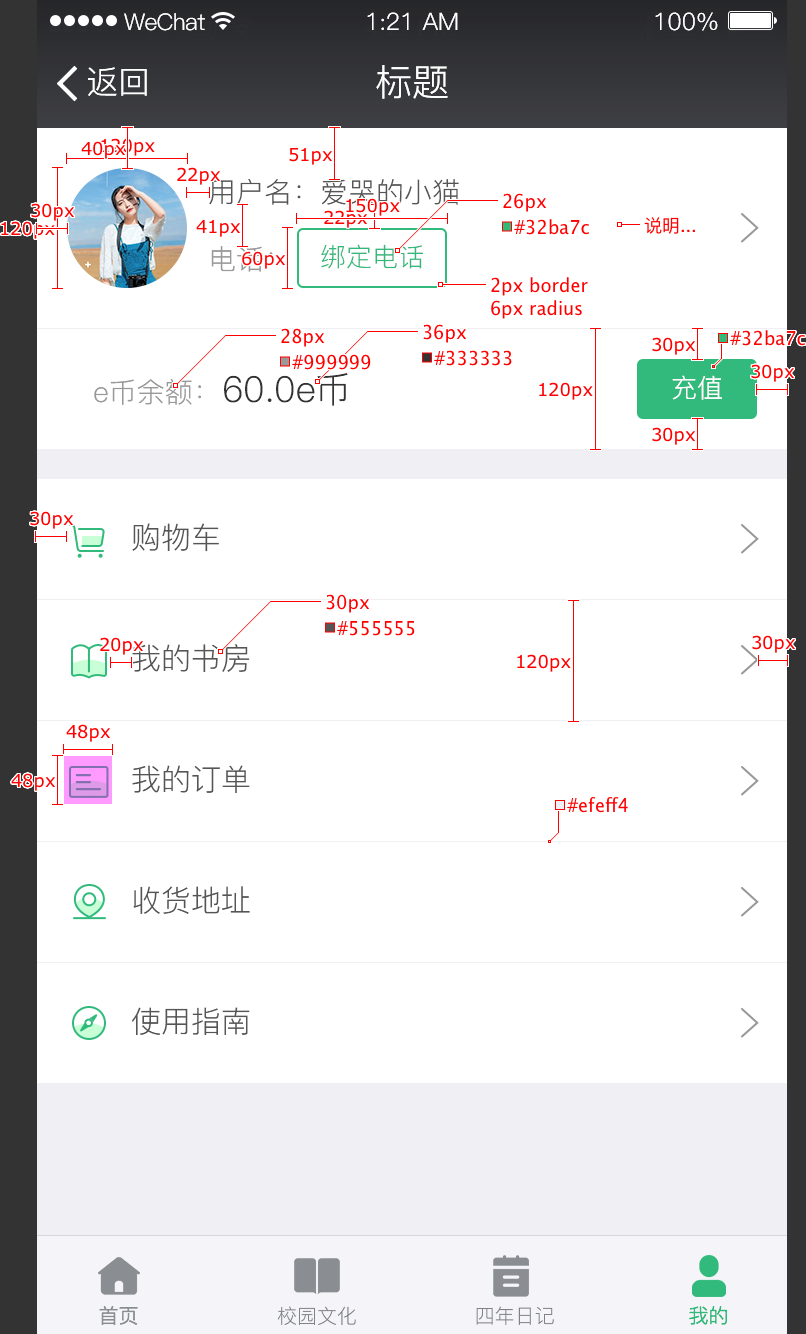 WeChat 1:21 AM 100%
返回 标题
40px 120px
51px
22px
用户名：爱哭的小猫
30px
120px
150px
22px
26px
41px
#32ba7c
说明...
电话：
60px
绑定电话
2px border
6px radius
28px
36px
#32ba7c
30px
#999999
#333333
30px
e币余额：
60.0e币
120px
充值
30px
30px
购物车
30px
#555555
20px
我的书房
120px
30px
48px
48px
我的订单
#efeff4
收货地址
使用指南
首页 校园文化 四年日记 我的